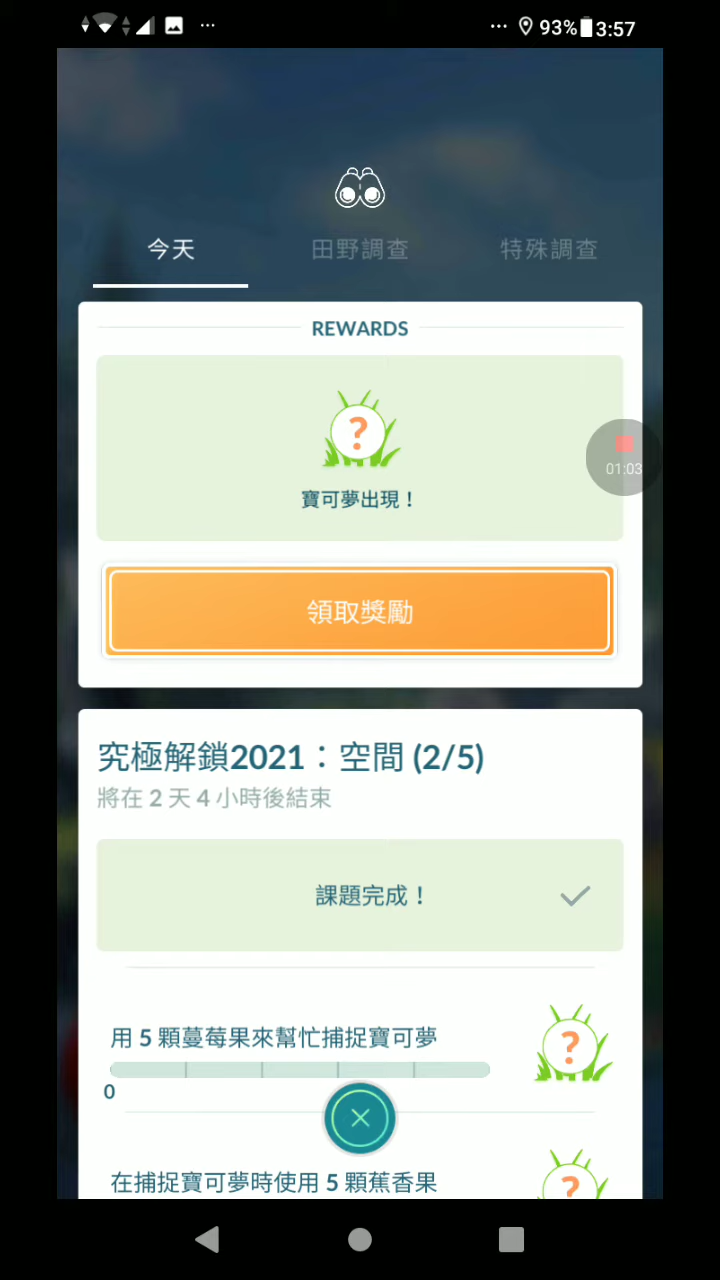 93% 3:57
今天 田野調查 特殊調查
REWARDS
?
寶可夢出現！
01:03
領取獎勵
究極解鎖2021：空間 (2/5)
將在 2 天 4 小時後結束
課題完成！
用 5 顆蔓莓果來幫忙捕捉寶可夢
?
0
在捕捉寶可夢時使用 5 顆蕉香果
?